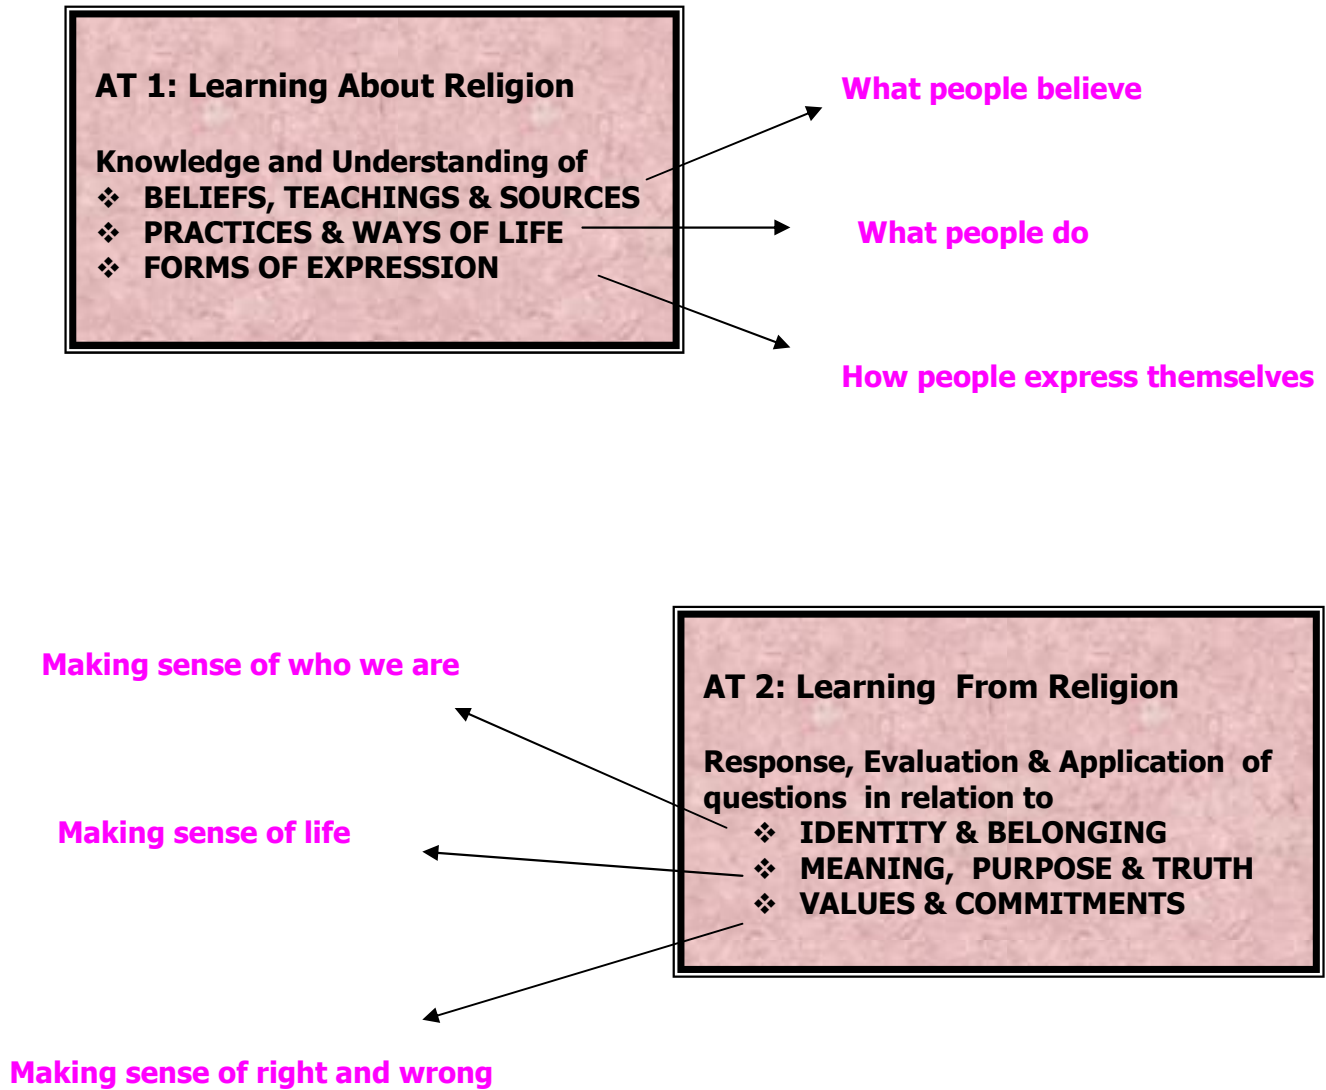 AT 1: Learning About Religion
Knowledge and Understanding of
❖ BELIEFS, TEACHINGS & SOURCES
❖ PRACTICES & WAYS OF LIFE
❖ FORMS OF EXPRESSION
What people believe
What people do
How people express themselves
Making sense of who we are
Making sense of life
Making sense of right and wrong
AT 2: Learning From Religion
Response, Evaluation & Application of
questions in relation to
❖ IDENTITY & BELONGING
❖ MEANING, PURPOSE & TRUTH
❖ VALUES & COMMITMENTS